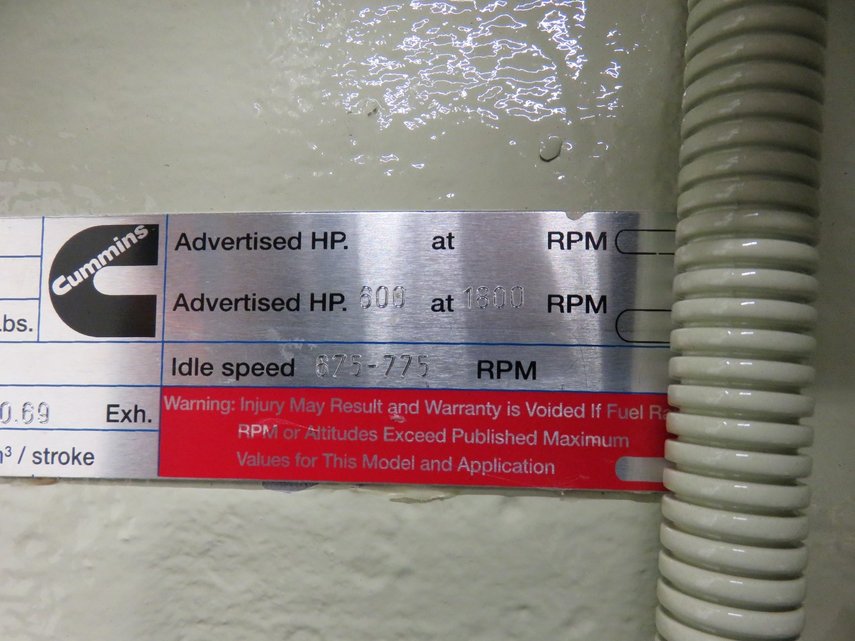 Cummins
Advertised HP. at RPM
Advertised HP. 600 at 1800 RPM
.bs.
Idle speed 675-775 RPM
0.69 Exh.
Warning: Injury May Result and Warranty is Voided If Fuel Ra
RPM or Altitudes Exceed Published Maximum
³ / stroke
Values for This Model and Application